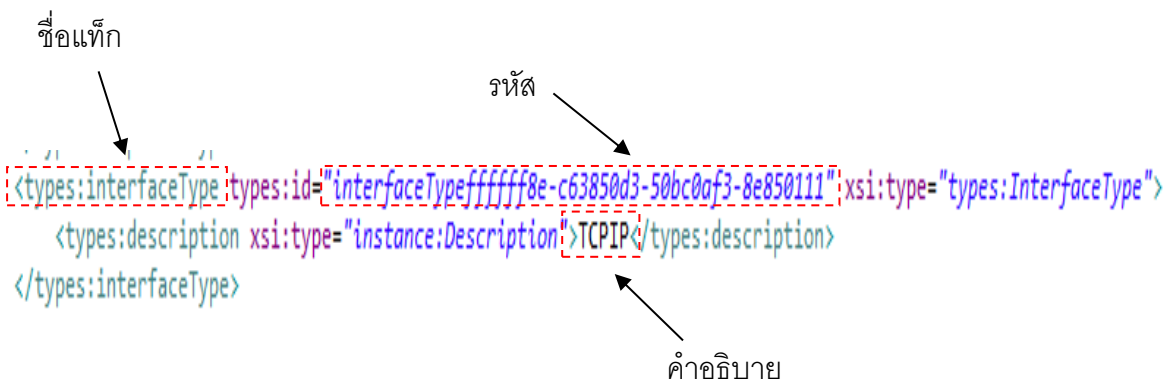 ชื่อแท็ก
รหัส
<types:interfaceType types:id="interfaceTypeffffff8e-c63850d3-50bc0af3-8e850111" xsi:type="types:InterfaceType">
<types:description xsi:type="instance:Description">TCPIP</types:description>
</types:interfaceType>
คำอธิบาย